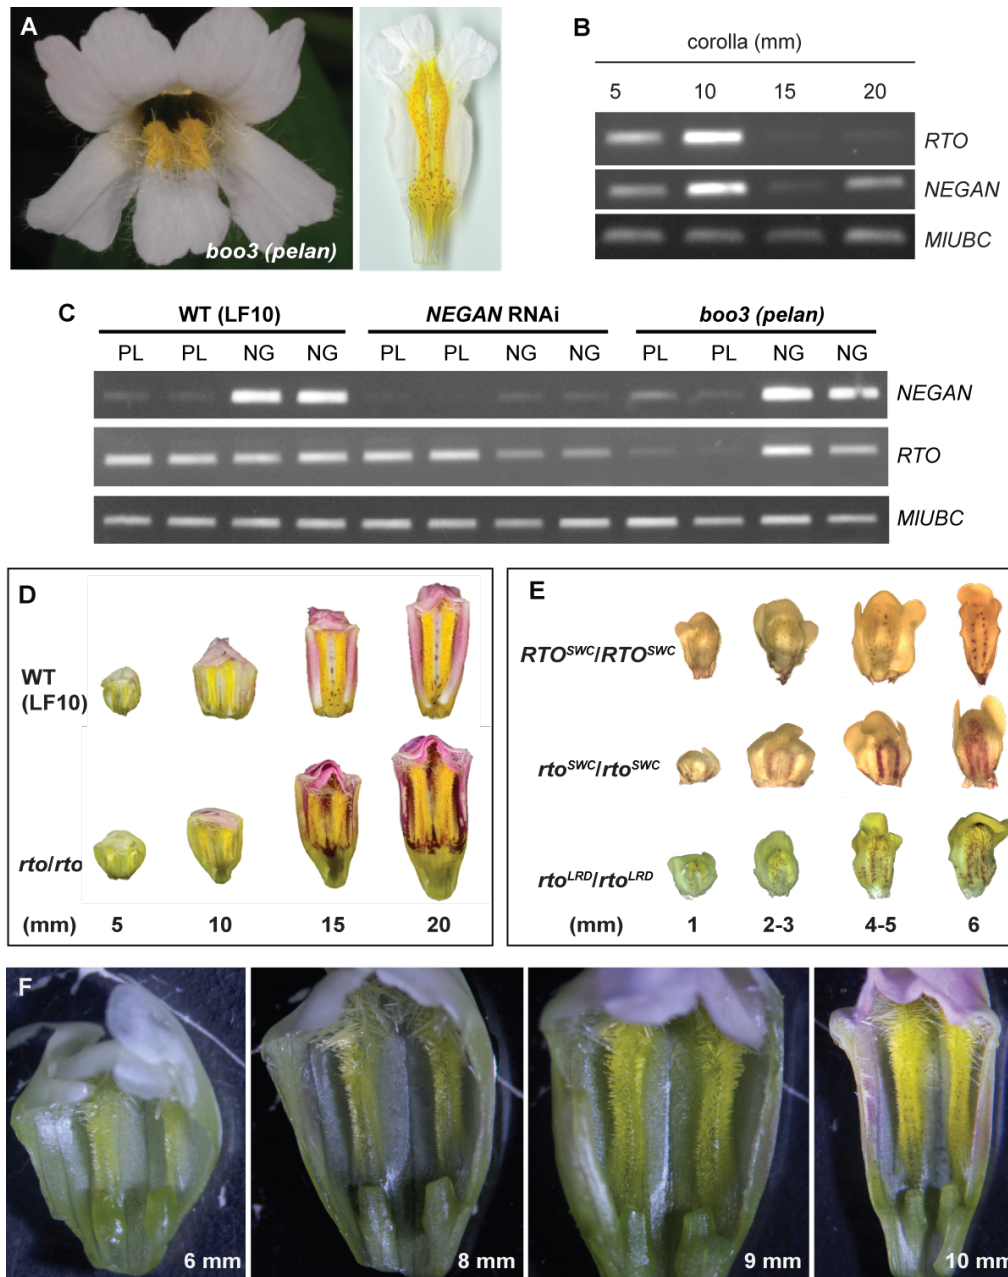 A
boo3 (pelan)
B
corolla (mm)
5 10 15 20
RTO
NEGAN
MlUBC
C
WT (LF10) NEGAN RNAi boo3 (pelan)
PL PL NG NG PL PL NG NG PL PL NG NG
NEGAN
RTO
MlUBC
D
WT
(LF10)
rto/rto
(mm) 5 10 15 20
E
RTO^SWC/RTO^SWC
rto^SWC/rto^SWC
rto^LRD/rto^LRD
(mm) 1 2-3 4-5 6
F
6 mm 8 mm 9 mm 10 mm